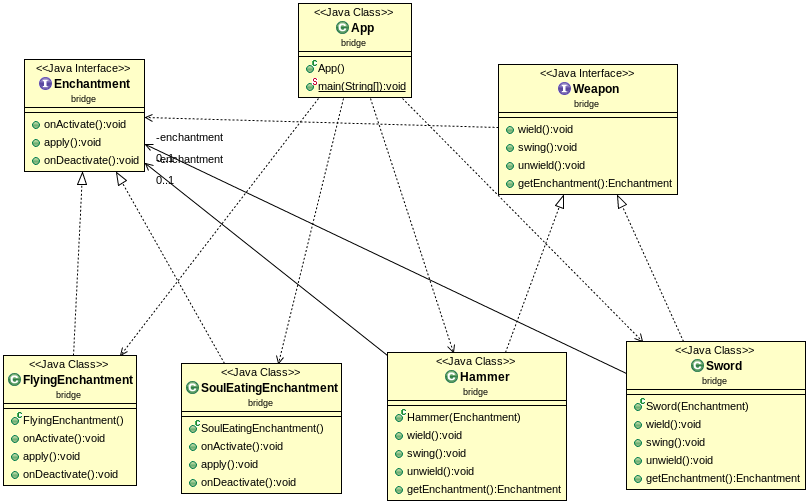 <<Java Class>>
App
bridge
App()
main(String[]):void
<<Java Interface>>
Enchantment
bridge
onActivate():void
apply():void
onDeactivate():void
<<Java Interface>>
Weapon
bridge
wield():void
swing():void
unwield():void
getEnchantment():Enchantment
-enchantment
0..1
-enchantment
0..1
<<Java Class>>
FlyingEnchantment
bridge
FlyingEnchantment()
onActivate():void
apply():void
onDeactivate():void
<<Java Class>>
SoulEatingEnchantment
bridge
SoulEatingEnchantment()
onActivate():void
apply():void
onDeactivate():void
<<Java Class>>
Hammer
bridge
Hammer(Enchantment)
wield():void
swing():void
unwield():void
getEnchantment():Enchantment
<<Java Class>>
Sword
bridge
Sword(Enchantment)
wield():void
swing():void
unwield():void
getEnchantment():Enchantment